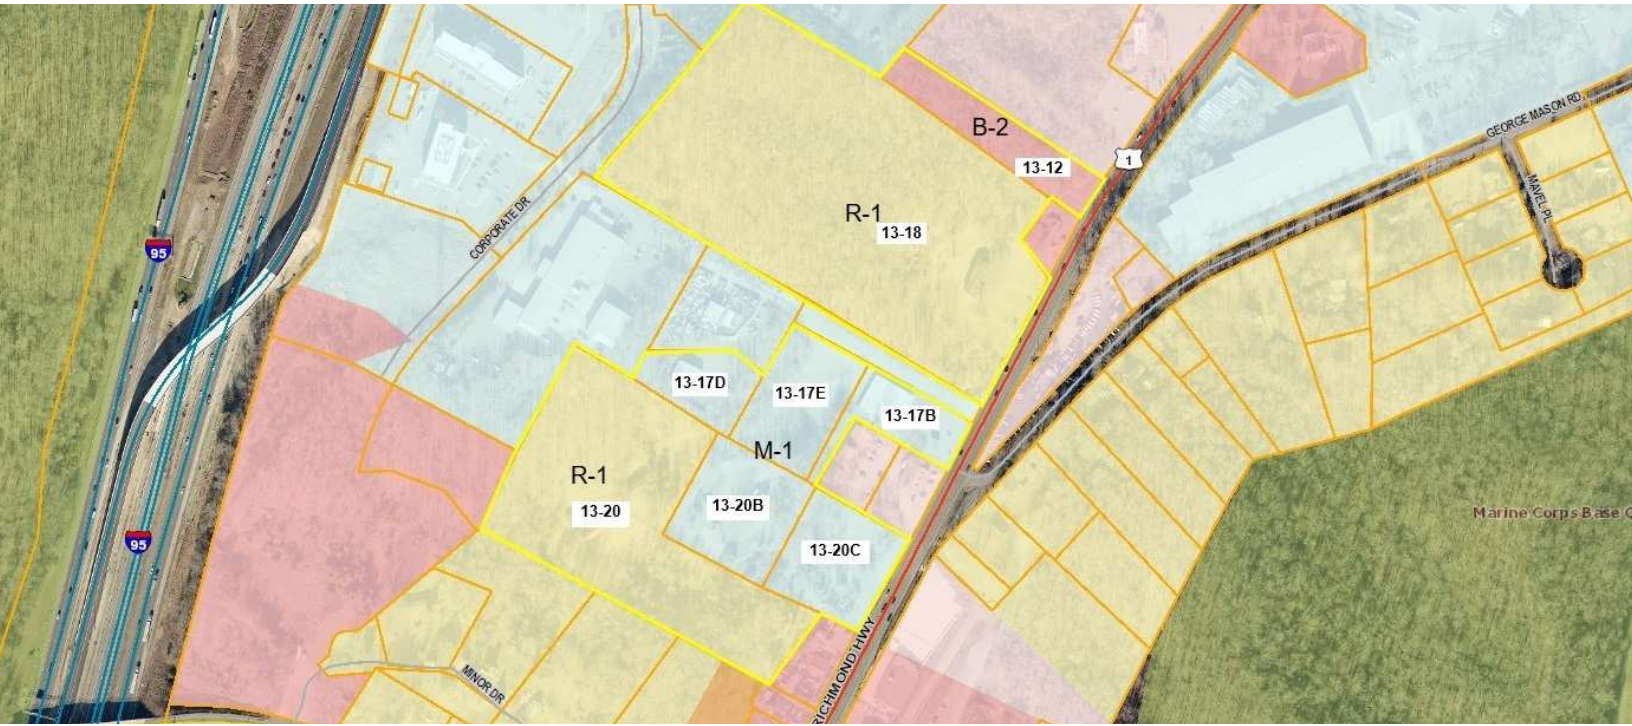 B-2
GEORGE MASON RD
1
13-12
MAVEL PL
R-1
13-18
CORPORATE DR
95
13-17D
13-17E
13-17B
M-1
R-1
13-20B
13-20
Marine Corps Base Q
95
13-20C
RICHMOND HWY
MINOR DR